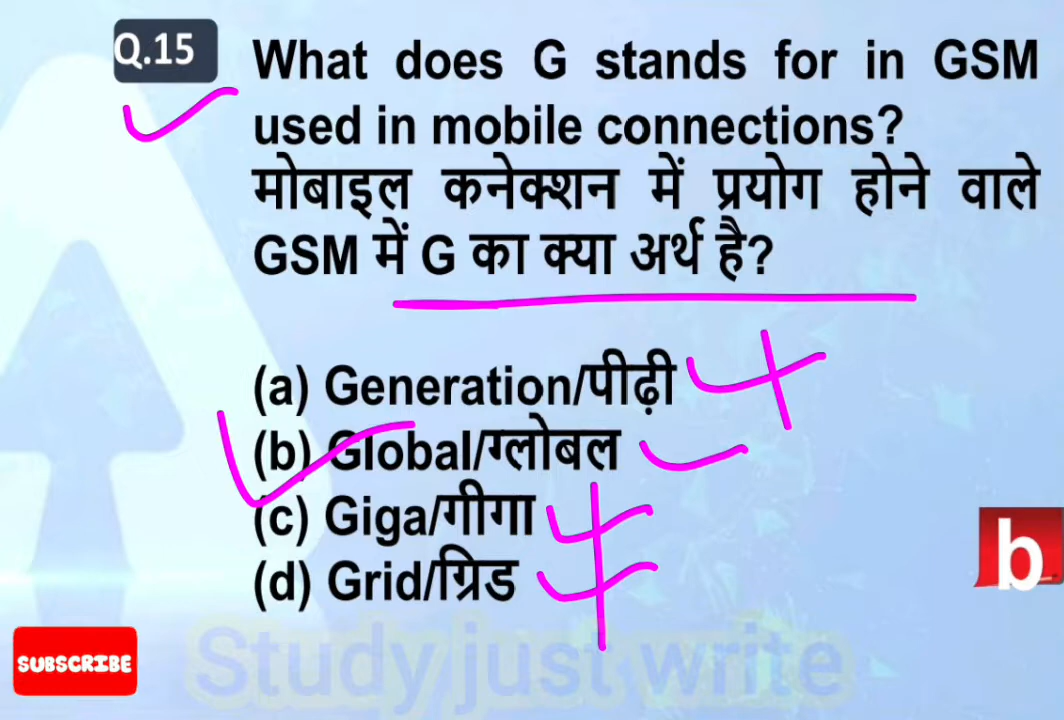 Q.15
What does G stands for in GSM
used in mobile connections?
मोबाइल कनेक्शन में प्रयोग होने वाले
GSM में G का क्या अर्थ है?
(a) Generation/पीढ़ी
(b) Global/ग्लोबल
(c) Giga/गीगा
(d) Grid/ग्रिड
b
SUBSCRIBE
Study just write